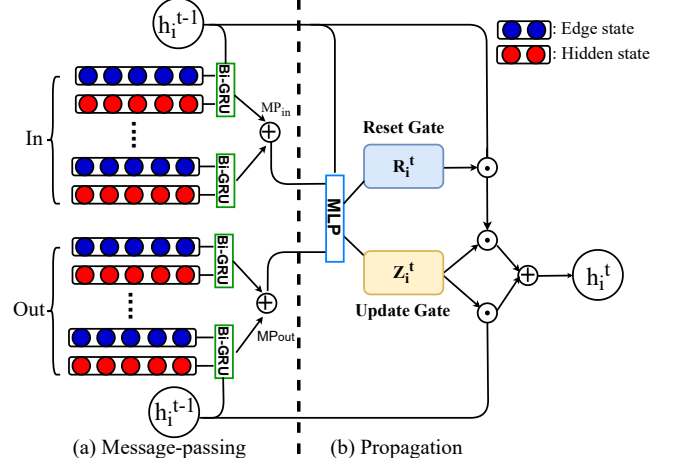 h_i^{t-1}
: Edge state
: Hidden state
Bi-GRU
MP_in
In
Bi-GRU
Reset Gate
R_i^t
MLP
Bi-GRU
Z_i^t
h_i^t
Out
Update Gate
MPout
Bi-GRU
h_i^{t-1}
(a) Message-passing
(b) Propagation